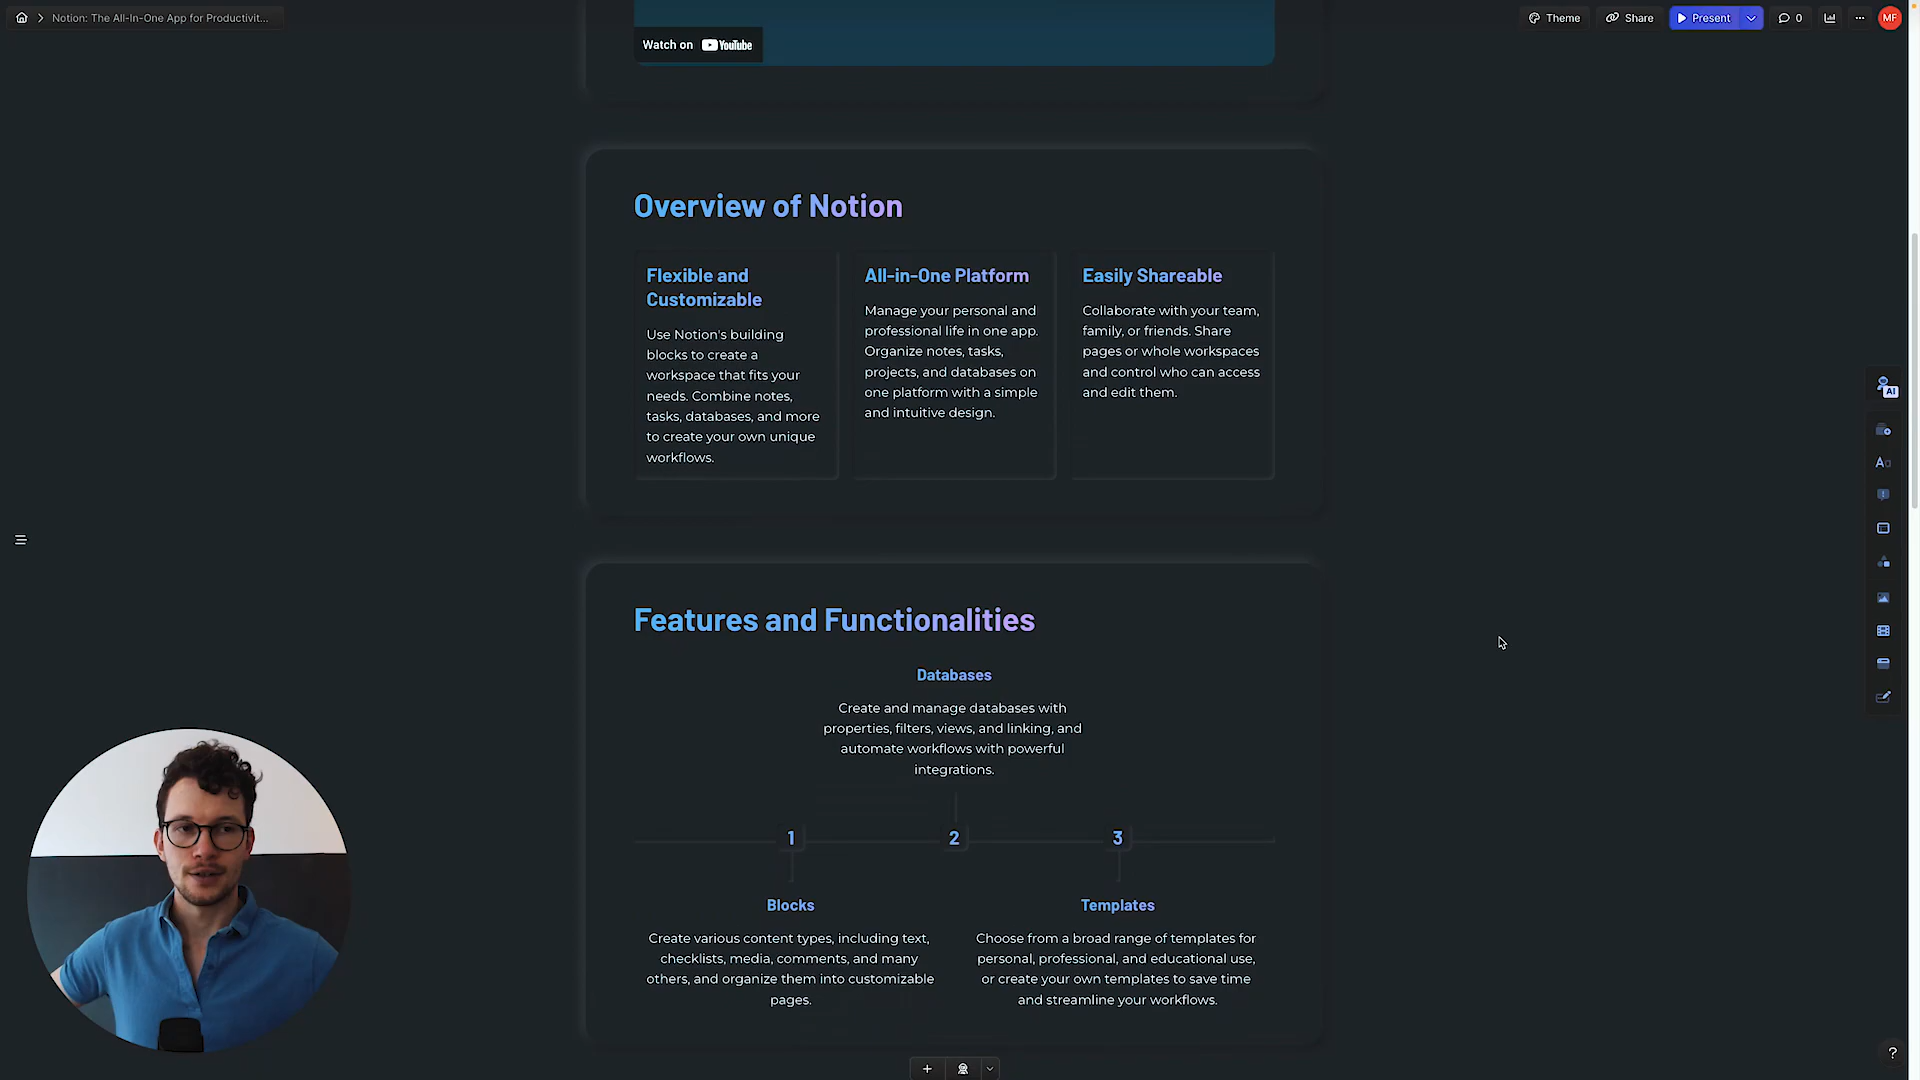 Notion: The All-In-One App for Productivit...
Theme
Share
Present
0
MF
Watch on YouTube
Overview of Notion
Flexible and
Customizable
Use Notion's building
blocks to create a
workspace that fits your
needs. Combine notes,
tasks, databases, and more
to create your own unique
workflows.
All-in-One Platform
Manage your personal and
professional life in one app.
Organize notes, tasks,
projects, and databases on
one platform with a simple
and intuitive design.
Easily Shareable
Collaborate with your team,
family, or friends. Share
pages or whole workspaces
and control who can access
and edit them.
AI
Aa
Features and Functionalities
Databases
Create and manage databases with
properties, filters, views, and linking, and
automate workflows with powerful
integrations.
1
2
3
Blocks
Create various content types, including text,
checklists, media, comments, and many
others, and organize them into customizable
pages.
Templates
Choose from a broad range of templates for
personal, professional, and educational use,
or create your own templates to save time
and streamline your workflows.
?